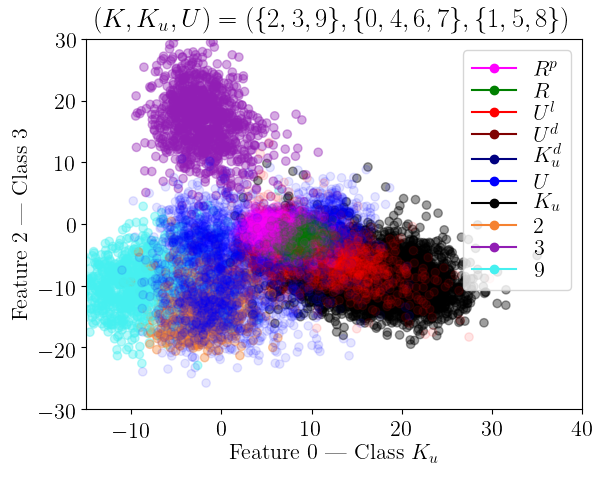 (K, K_u, U) = ({2, 3, 9}, {0, 4, 6, 7}, {1, 5, 8})
30
20
10
0
−10
−20
−30
Feature 2 — Class 3
−10
0
10
20
30
40
Feature 0 — Class K_u
R^p
R
U^l
U^d
K_u^d
U
K_u
2
3
9